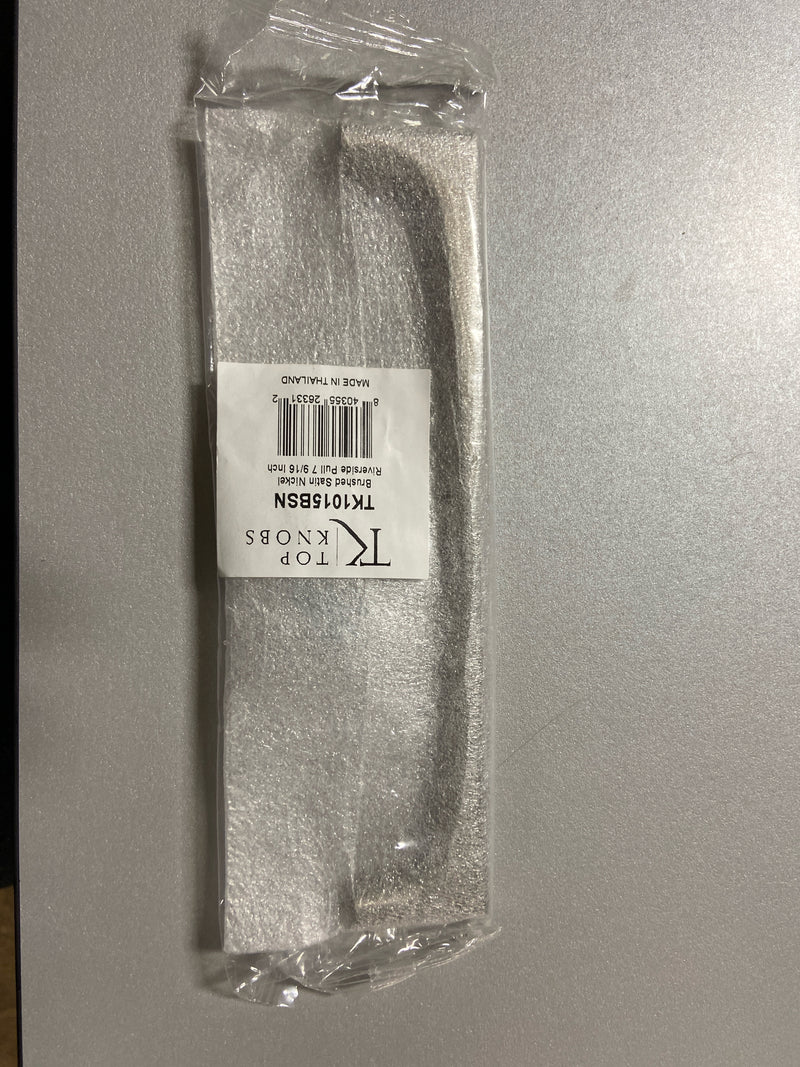 TK TOP
KNOBS
TK1015BSN
Brushed Satin Nickel
Riverside Pull 7 9/16 Inch
8 40355 26331 2
MADE IN THAILAND